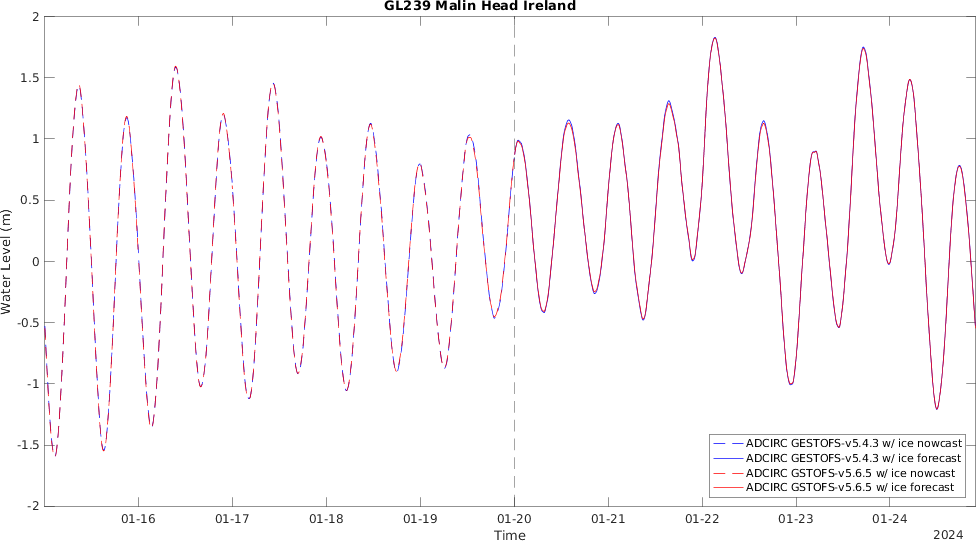 GL239 Malin Head Ireland
2
1.5
1
0.5
0
-0.5
-1
-1.5
-2
Water Level (m)
01-16 01-17 01-18 01-19 01-20 01-21 01-22 01-23 01-24
Time
2024
ADCIRC GESTOFS-v5.4.3 w/ ice nowcast
ADCIRC GESTOFS-v5.4.3 w/ ice forecast
ADCIRC GSTOFS-v5.6.5 w/ ice nowcast
ADCIRC GSTOFS-v5.6.5 w/ ice forecast